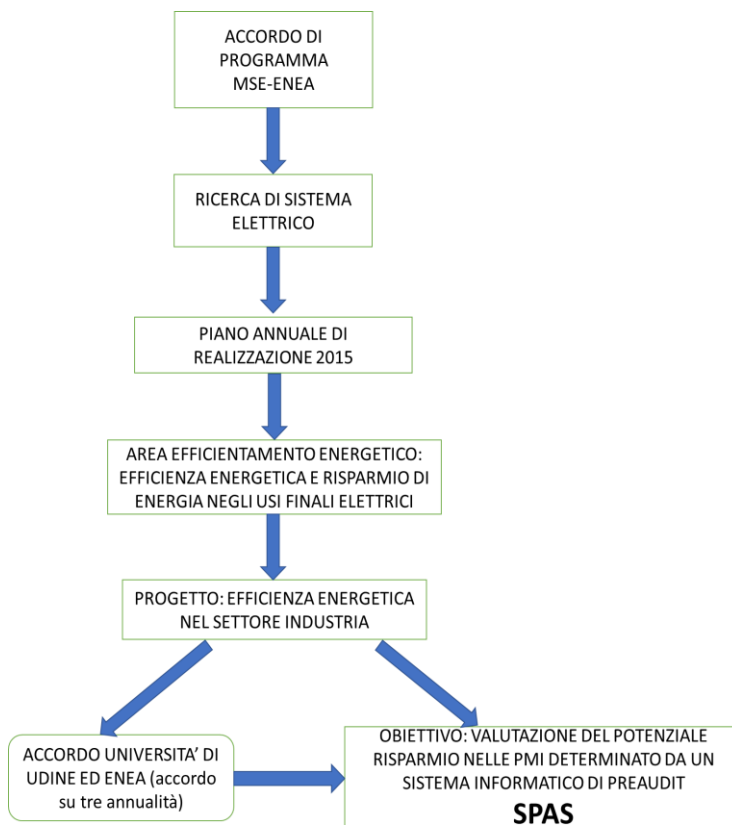 ACCORDO DI
PROGRAMMA
MSE-ENEA
RICERCA DI SISTEMA
ELETTRICO
PIANO ANNUALE DI
REALIZZAZIONE 2015
AREA EFFICIENTAMENTO ENERGETICO:
EFFICIENZA ENERGETICA E RISPARMIO DI
ENERGIA NEGLI USI FINALI ELETTRICI
PROGETTO: EFFICIENZA ENERGETICA
NEL SETTORE INDUSTRIA
ACCORDO UNIVERSITA’ DI
UDINE ED ENEA (accordo
su tre annualità)
OBIETTIVO: VALUTAZIONE DEL POTENZIALE
RISPARMIO NELLE PMI DETERMINATO DA UN
SISTEMA INFORMATICO DI PREAUDIT
SPAS